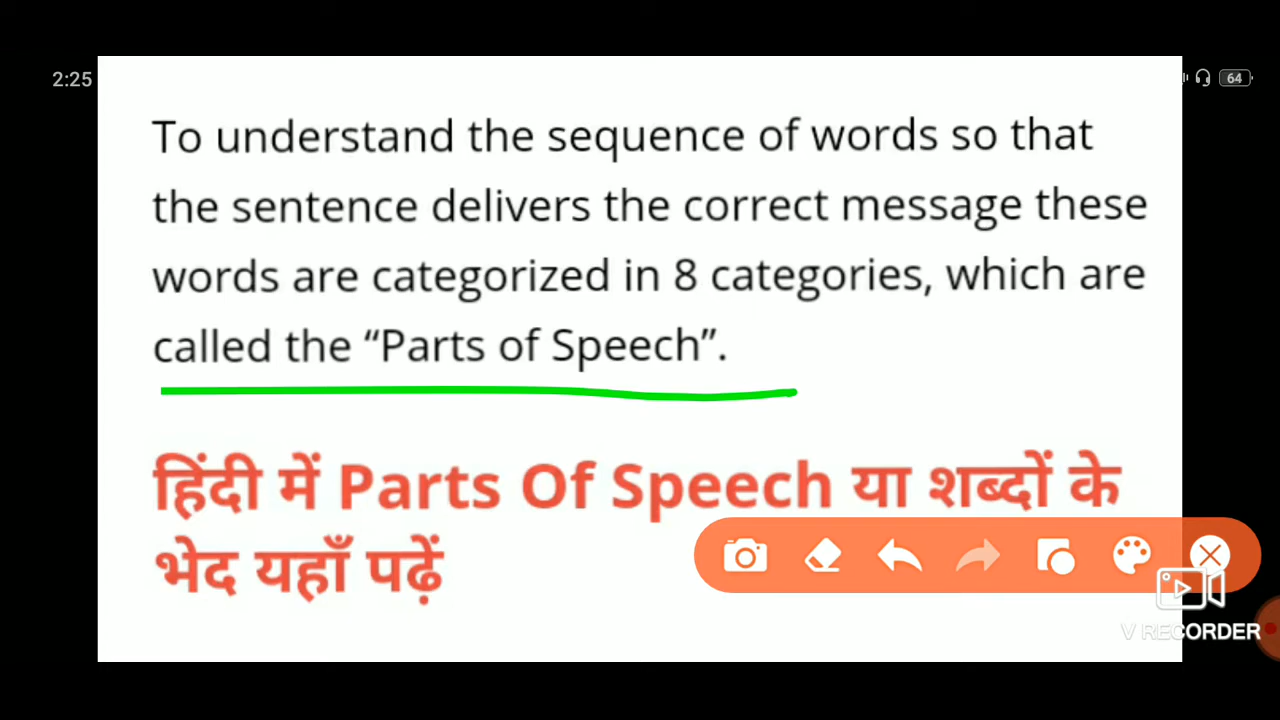 2:25
64
To understand the sequence of words so that
the sentence delivers the correct message these
words are categorized in 8 categories, which are
called the “Parts of Speech”.
हिंदी में Parts Of Speech या शब्दों के
भेद यहाँ पढ़ें
V RECORDER